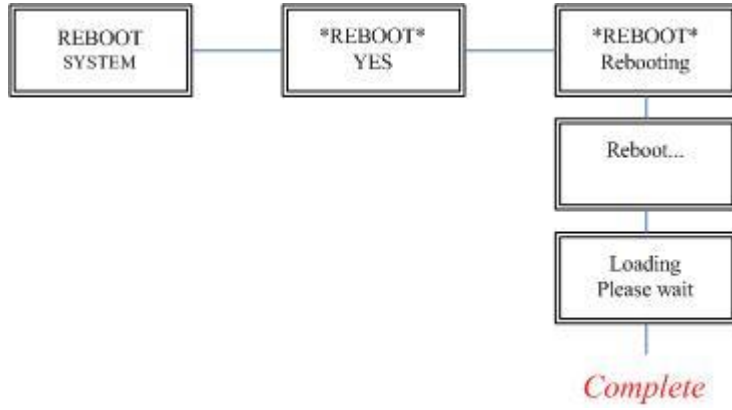 REBOOT
SYSTEM
*REBOOT*
YES
*REBOOT*
Rebooting
Reboot...
Loading
Please wait
Complete